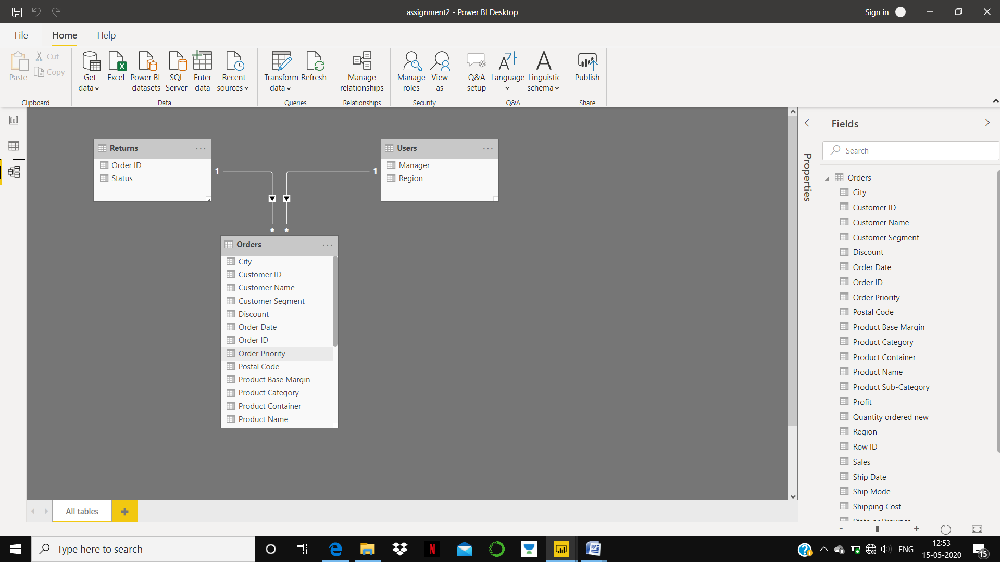 assignment2 - Power BI Desktop
Sign in
File
Home
Help
Paste
Cut
Copy
Clipboard
Get data
Excel
Power BI datasets
SQL Server
Enter data
Recent sources
Data
Transform data
Refresh
Queries
Manage relationships
Relationships
Manage roles
View as
Security
Q&A setup
Language
Linguistic schema
Q&A
Publish
Share
Returns
...
Order ID
Status
1
1
Users
...
Manager
Region
*
*
Orders
...
City
Customer ID
Customer Name
Customer Segment
Discount
Order Date
Order ID
Order Priority
Postal Code
Product Base Margin
Product Category
Product Container
Product Name
Properties
Fields
Search
Orders
City
Customer ID
Customer Name
Customer Segment
Discount
Order Date
Order ID
Order Priority
Postal Code
Product Base Margin
Product Category
Product Container
Product Name
Product Sub-Category
Profit
Quantity ordered new
Region
Row ID
Sales
Ship Date
Ship Mode
Shipping Cost
State or Province
All tables
+
- +
Type here to search
ENG
12:53
15-05-2020
15